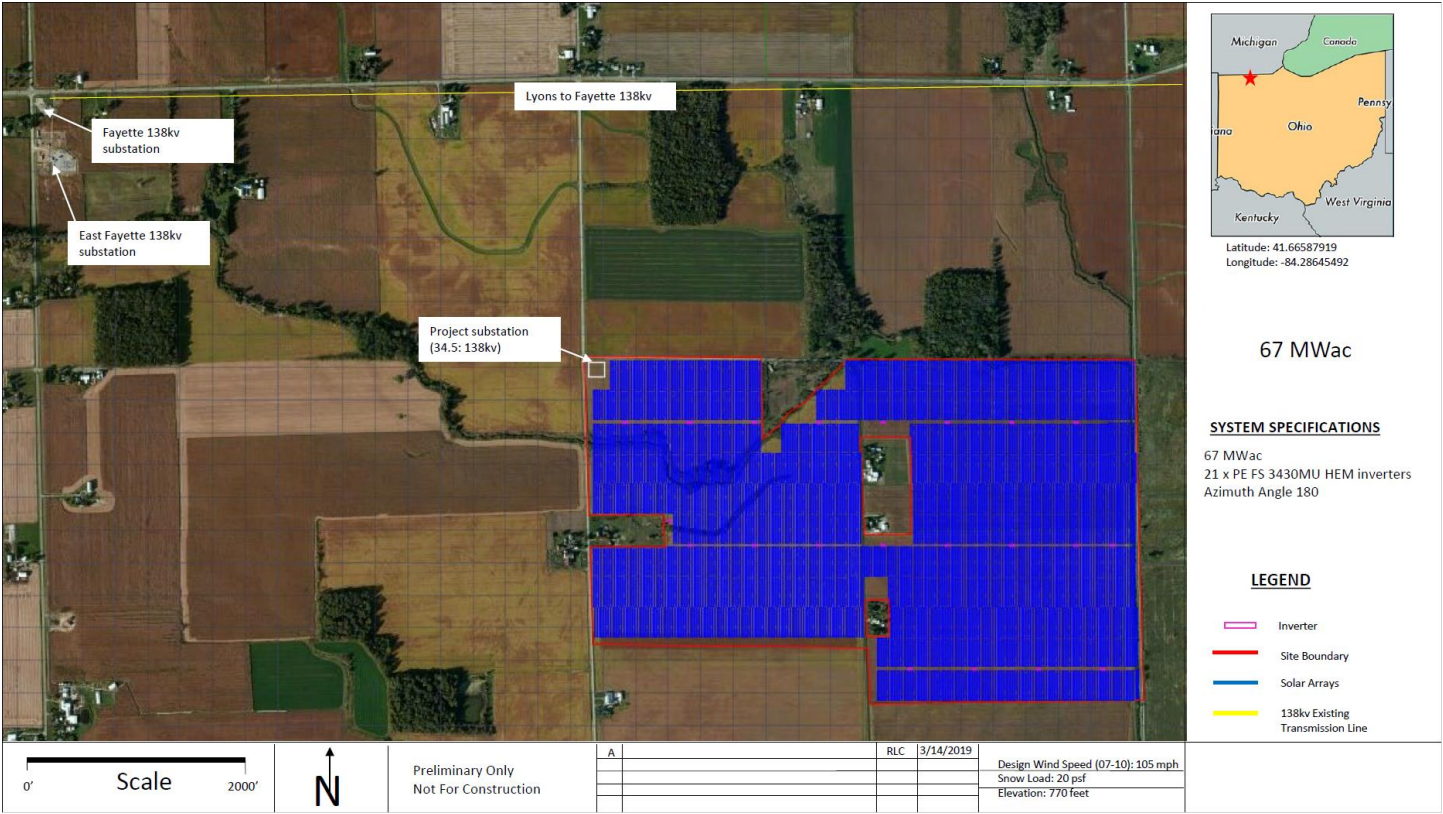 Lyons to Fayette 138kv
Fayette 138kv
substation
East Fayette 138kv
substation
Project substation
(34.5: 138kv)
Michigan
Canada
Pennsy
iana
Ohio
West Virginia
Kentucky
Latitude: 41.66587919
Longitude: -84.28645492
67 MWac
SYSTEM SPECIFICATIONS
67 MWac
21 x PE FS 3430MU HEM inverters
Azimuth Angle 180
LEGEND
Inverter
Site Boundary
Solar Arrays
138kv Existing
Transmission Line
0'
Scale
2000'
N
Preliminary Only
Not For Construction
A
RLC
3/14/2019
Design Wind Speed (07-10): 105 mph
Snow Load: 20 psf
Elevation: 770 feet